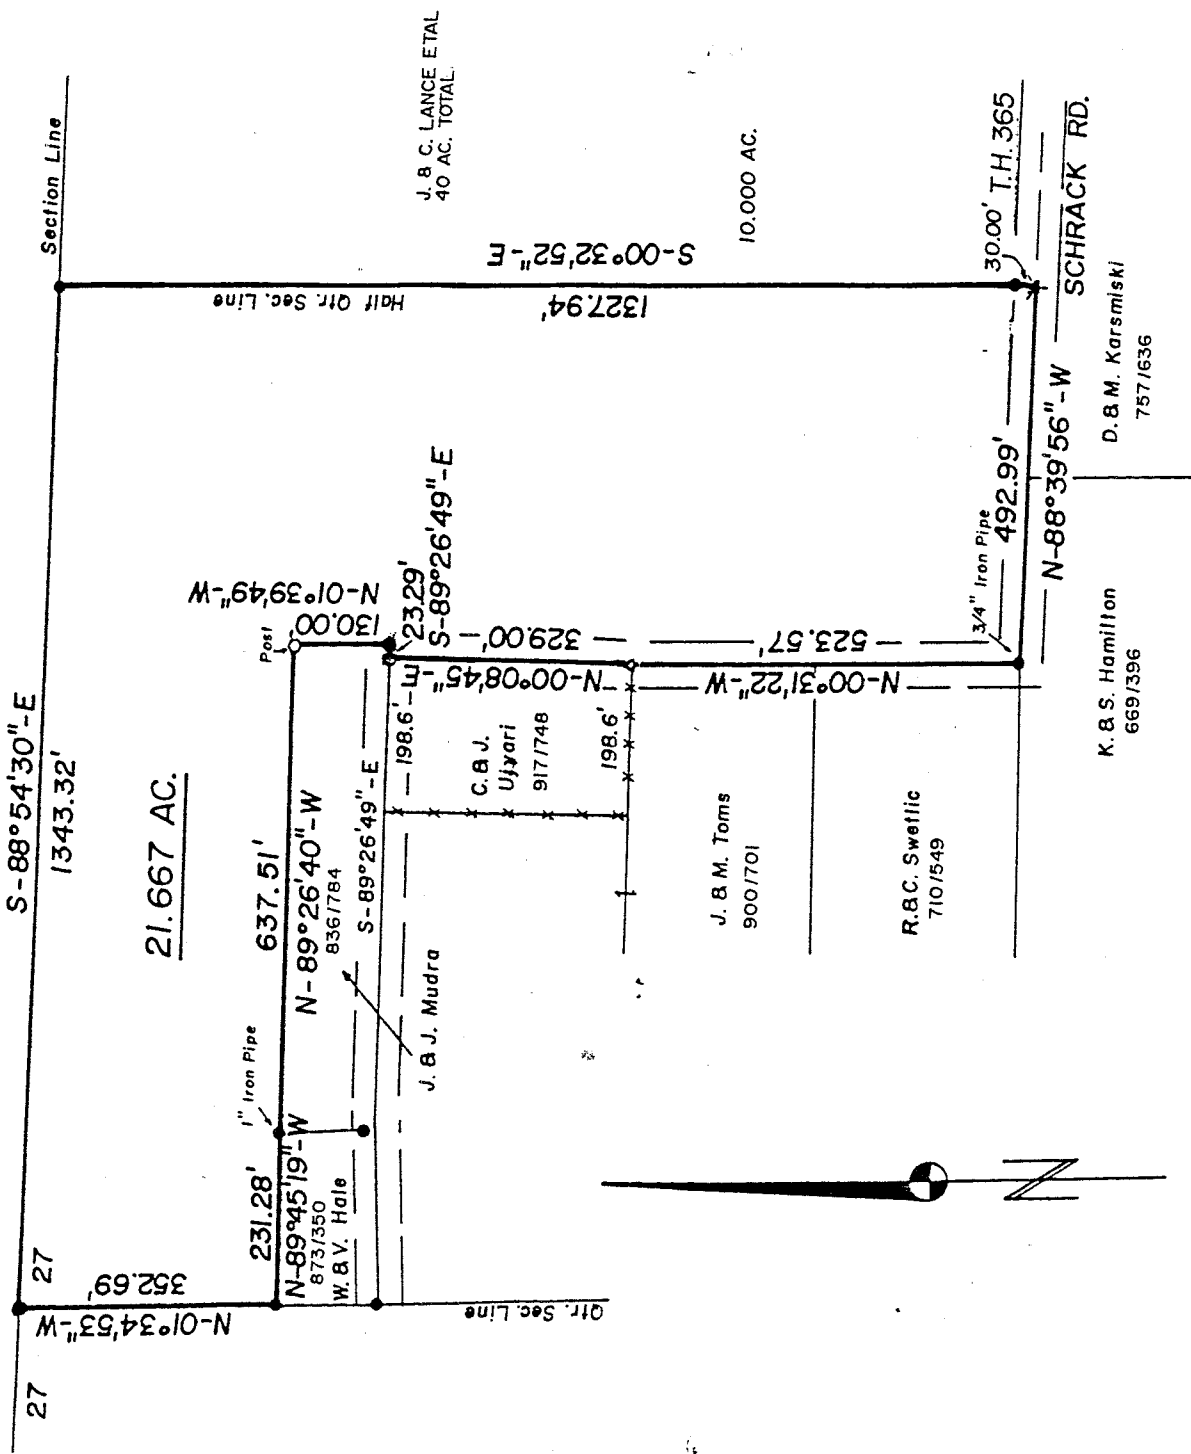 27
27
S-88°54'30"-E
1343.32'
Section Line
N-01°34'53"-W
352.69'
21.667 AC.
1" Iron Pipe
231.28'
N-89°45'19"-W
873/350
W. & V. Hale
637.51'
N-89°26'40"-W
836/784
S-89°26'49"-E
J. & J. Mudra
Post
130.00
N-01°39'49"-W
23.29'
S-89°26'49"-E
198.6'
N-00°08'45"-E
329.00'
C. & J.
Ujvari
917/748
198.6'
Qtr. Sec. Line
J. & M. Toms
900/701
N-00°31'22"-W
523.57'
R.&C. Swetlic
710/549
3/4" Iron Pipe
492.99'
N-88°39'56"-W
Half Qtr. Sec. Line
1327.94'
S-00°32'52"-E
J. & C. LANCE ETAL
40 AC. TOTAL
10.000 AC.
30.00'
T.H. 365
SCHRACK RD.
D. & M. Karsmiski
757/636
K. & S. Hamilton
669/396
N